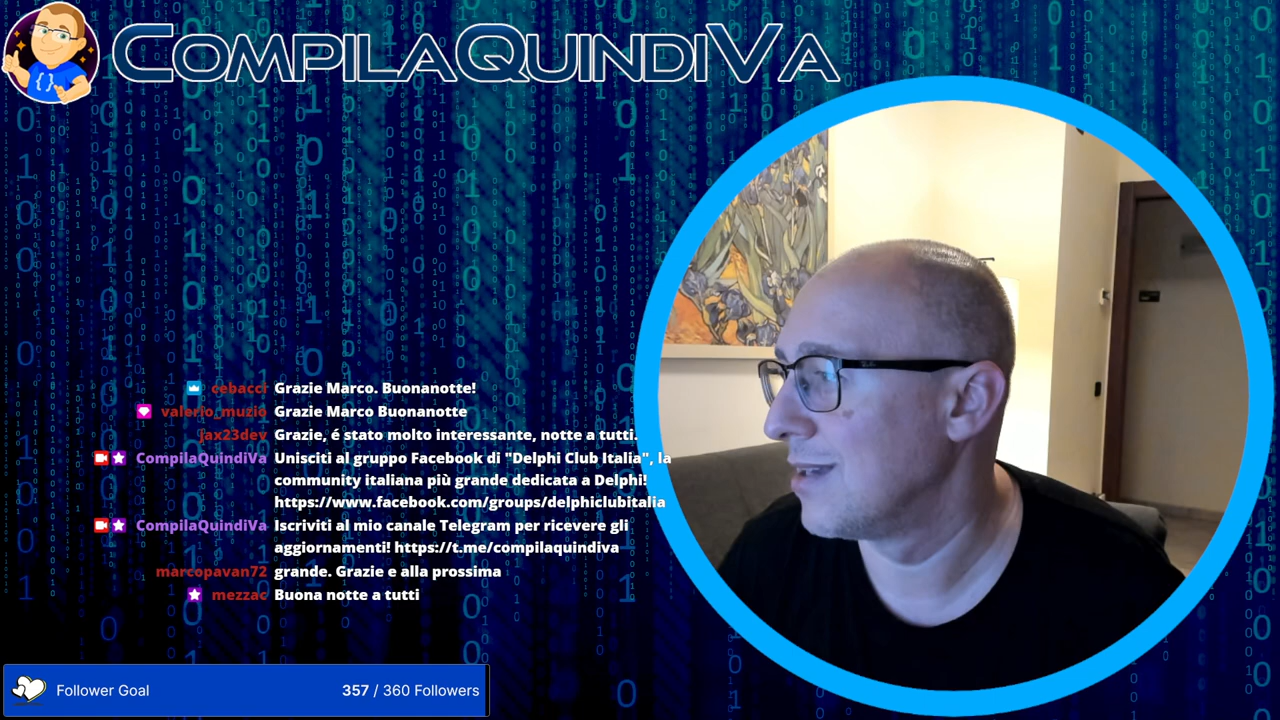 CompilaQuindiVa
{ }
cebacci Grazie Marco. Buonanotte!
valerio_muzio Grazie Marco Buonanotte
jax23dev Grazie, é stato molto interessante, notte a tutti.
CompilaQuindiVa Unisciti al gruppo Facebook di "Delphi Club Italia", la
community italiana più grande dedicata a Delphi!
https://www.facebook.com/groups/delphiclubitalia
CompilaQuindiVa Iscriviti al mio canale Telegram per ricevere gli
aggiornamenti! https://t.me/compilaquindiva
marcopavan72 grande. Grazie e alla prossima
mezzac Buona notte a tutti
Follower Goal 357 / 360 Followers